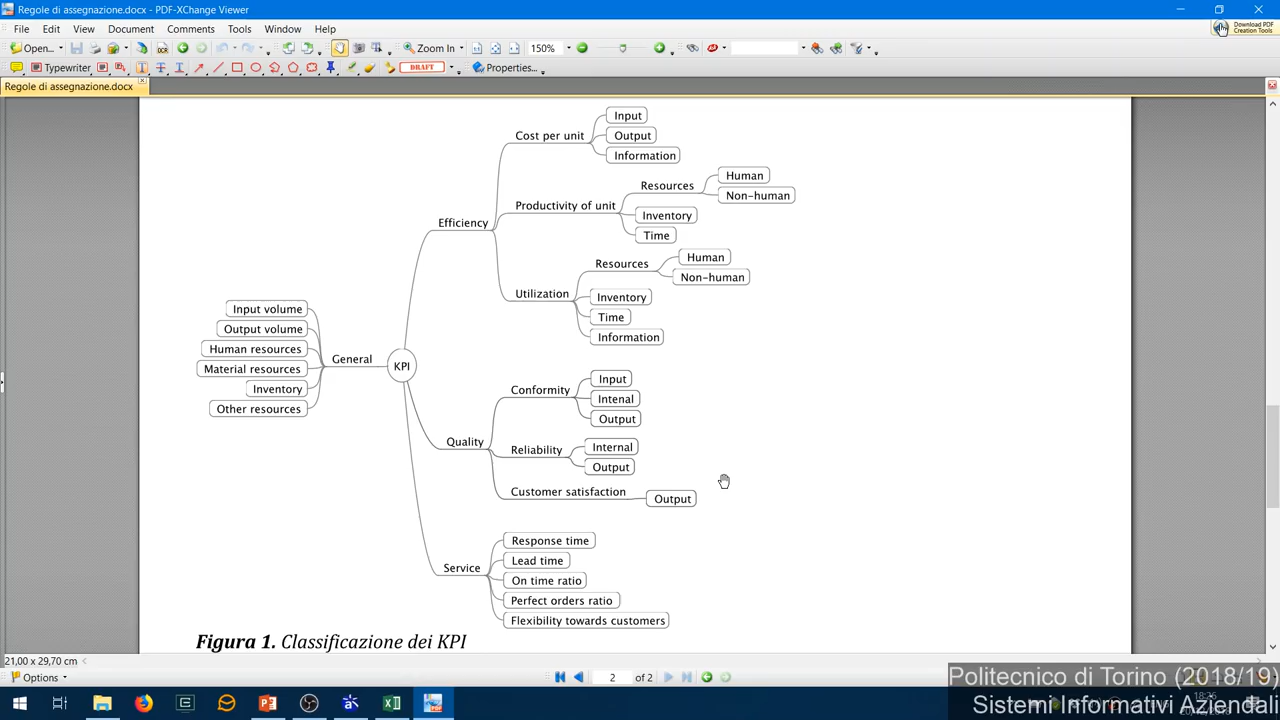 Regole di assegnazione.docx - PDF-XChange Viewer
File Edit View Document Comments Tools Window Help
Download PDF
Creation Tools
Open... OCR Zoom In 150%
Typewriter DRAFT Properties...
Regole di assegnazione.docx
Input
Cost per unit
Output
Information
Human
Resources
Non-human
Productivity of unit
Inventory
Efficiency
Time
Human
Resources
Non-human
Utilization
Inventory
Time
Information
Input volume
Output volume
Human resources
General
Material resources
KPI
Inventory
Other resources
Input
Conformity
Intenal
Output
Quality
Internal
Reliability
Output
Customer satisfaction
Output
Response time
Lead time
Service
On time ratio
Perfect orders ratio
Flexibility towards customers
Figura 1. Classificazione dei KPI
21,00 x 29,70 cm
Options 2 of 2
Politecnico di Torino (2018/19)
Sistemi Informativi Aziendali